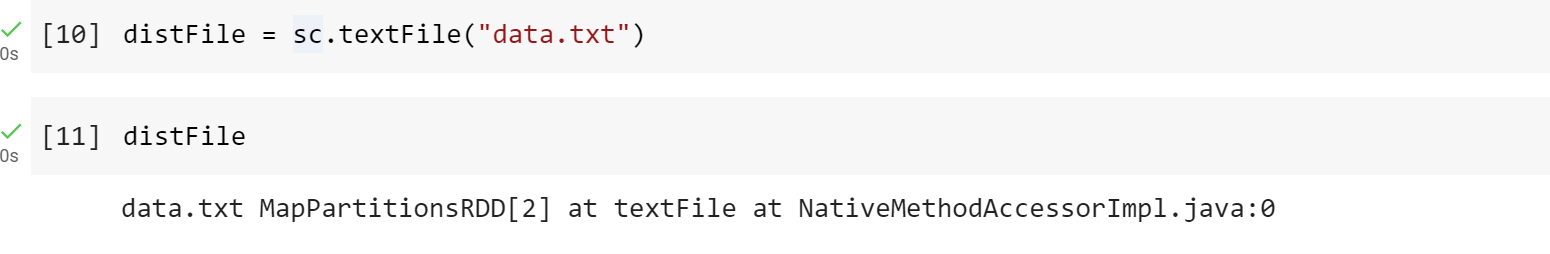 [10] distFile = sc.textFile("data.txt")
0s
[11] distFile
0s
data.txt MapPartitionsRDD[2] at textFile at NativeMethodAccessorImpl.java:0